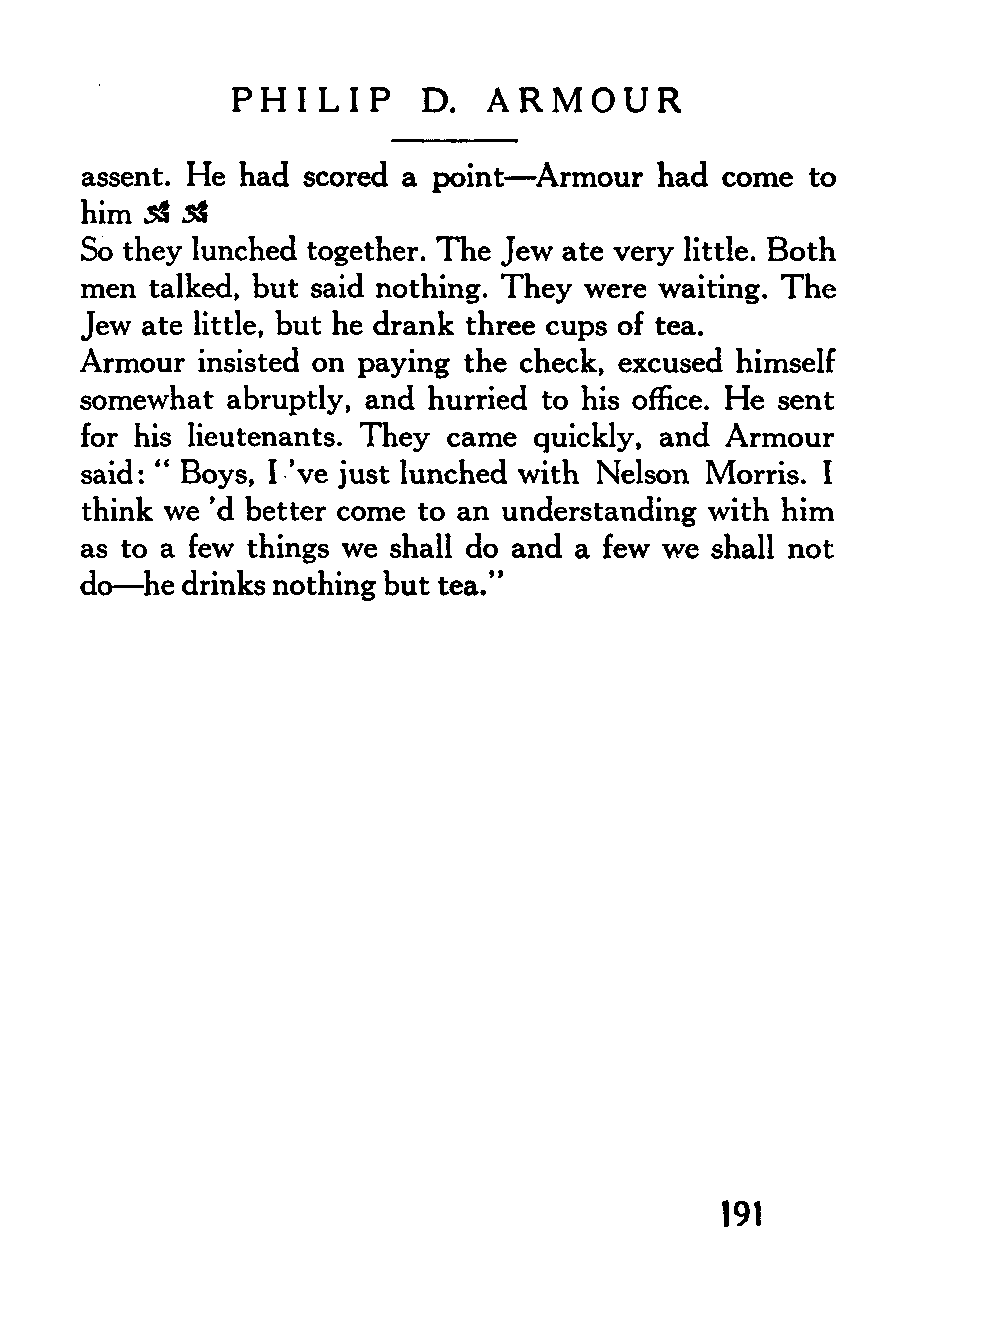 PHILIP D. ARMOUR
assent. He had scored a point—Armour had come to
him
So they lunched together. The Jew ate very little. Both
men talked, but said nothing. They were waiting. The
Jew ate little, but he drank three cups of tea.
Armour insisted on paying the check, excused himself
somewhat abruptly, and hurried to his office. He sent
for his lieutenants. They came quickly, and Armour
said: “ Boys, I 've just lunched with Nelson Morris. I
think we 'd better come to an understanding with him
as to a few things we shall do and a few we shall not
do—he drinks nothing but tea.”
191